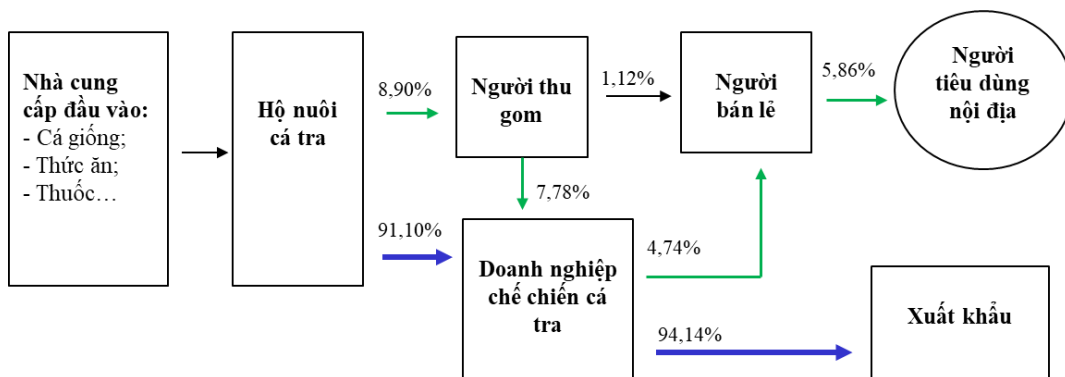 Nhà cung
cấp đầu vào:
- Cá giống;
- Thức ăn;
- Thuốc…
Hộ nuôi
cá tra
8,90%
Người thu
gom
1,12%
Người
bán lẻ
5,86%
Người
tiêu dùng
nội địa
7,78%
91,10%
Doanh nghiệp
chế chiến cá
tra
4,74%
94,14%
Xuất khẩu